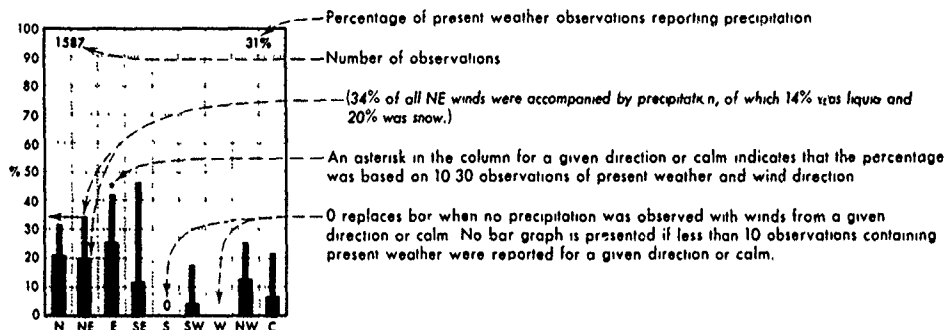 Percentage of present weather observations reporting precipitation
100
1587
31%
90
Number of observations
80
(34% of all NE winds were accompanied by precipitation, of which 14% was liquid and
70
20% was snow.)
60
An asterisk in the column for a given direction or calm indicates that the percentage
% 50
was based on 10 30 observations of present weather and wind direction
*
40
30
0 replaces bar when no precipitation was observed with winds from a given
direction or calm No bar graph is presented if less than 10 observations containing
20
present weather were reported for a given direction or calm.
10
0
0
N NE E SE S SW W NW C